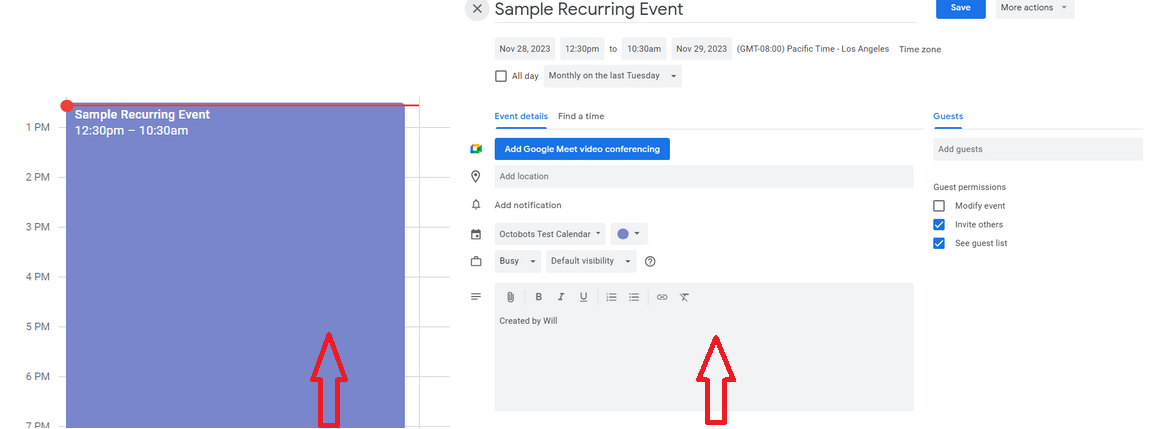 Sample Recurring Event
12:30pm – 10:30am
1 PM
2 PM
3 PM
4 PM
5 PM
6 PM
7 PM
Sample Recurring Event
Save
More actions
Nov 28, 2023 12:30pm to 10:30am Nov 29, 2023 (GMT-08:00) Pacific Time - Los Angeles Time zone
All day Monthly on the last Tuesday
Event details Find a time
Add Google Meet video conferencing
Add location
Add notification
Octobots Test Calendar
Busy Default visibility
B I U
Created by Will
Guests
Add guests
Guest permissions
Modify event
Invite others
See guest list